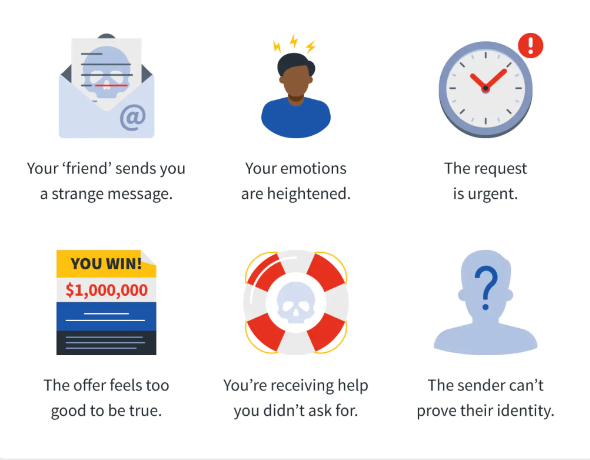 @
Your ‘friend’ sends you
a strange message.
Your emotions
are heightened.
!
The request
is urgent.
YOU WIN!
$1,000,000
The offer feels too
good to be true.
You’re receiving help
you didn’t ask for.
?
The sender can’t
prove their identity.